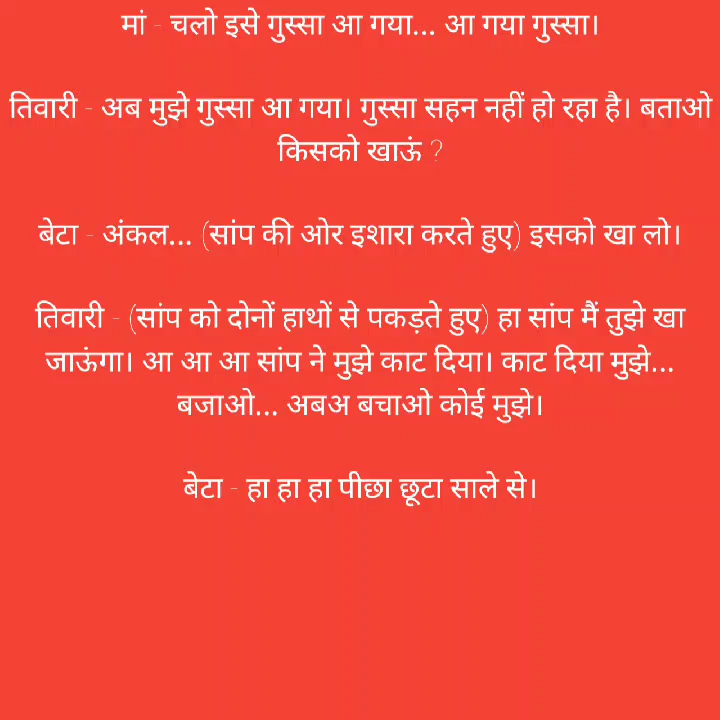 मां - चलो इसे गुस्सा आ गया... आ गया गुस्सा।
तिवारी - अब मुझे गुस्सा आ गया। गुस्सा सहन नहीं हो रहा है। बताओ
किसको खाऊं ?
बेटा - अंकल... (सांप की ओर इशारा करते हुए) इसको खा लो।
तिवारी - (सांप को दोनों हाथों से पकड़ते हुए) हा सांप मैं तुझे खा
जाऊंगा। आ आ आ सांप ने मुझे काट दिया। काट दिया मुझे...
बजाओ... अबअ बचाओ कोई मुझे।
बेटा - हा हा हा पीछा छूटा साले से।